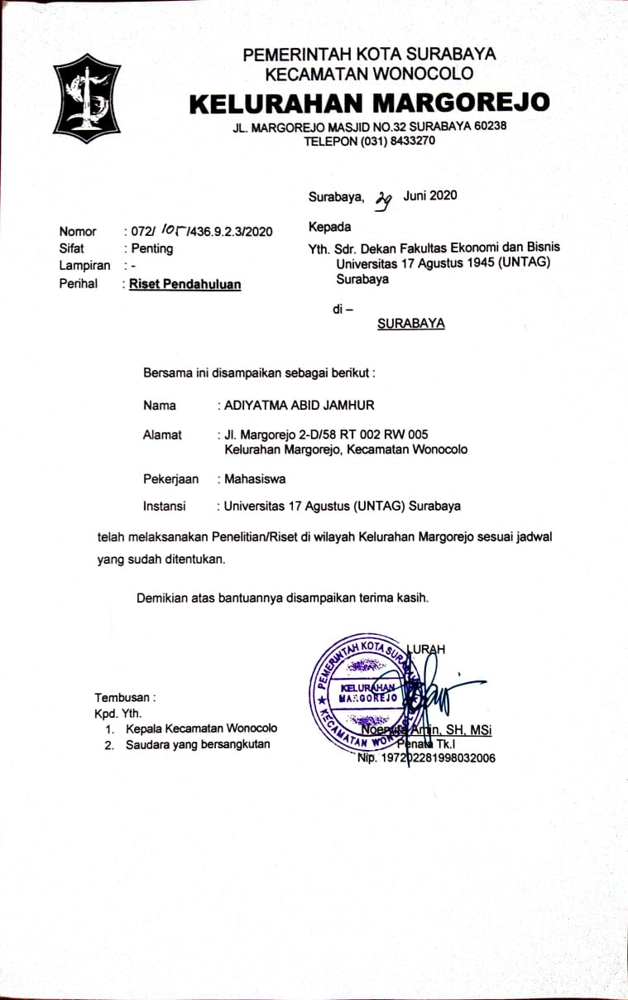 PEMERINTAH KOTA SURABAYA
KECAMATAN WONOCOLO
KELURAHAN MARGOREJO
JL. MARGOREJO MASJID NO.32 SURABAYA 60238
TELEPON (031) 8433270
Surabaya, 29 Juni 2020
Nomor : 072/ 105 /436.9.2.3/2020
Sifat : Penting
Lampiran : -
Perihal : Riset Pendahuluan
Kepada
Yth. Sdr. Dekan Fakultas Ekonomi dan Bisnis
Universitas 17 Agustus 1945 (UNTAG)
Surabaya
di –
SURABAYA
Bersama ini disampaikan sebagai berikut :
Nama : ADIYATMA ABID JAMHUR
Alamat : Jl. Margorejo 2-D/58 RT 002 RW 005
Kelurahan Margorejo, Kecamatan Wonocolo
Pekerjaan : Mahasiswa
Instansi : Universitas 17 Agustus (UNTAG) Surabaya
telah melaksanakan Penelitian/Riset di wilayah Kelurahan Margorejo sesuai jadwal
yang sudah ditentukan.
Demikian atas bantuannya disampaikan terima kasih.
LURAH
PEMERINTAH KOTA SURABAYA
KELURAHAN
MARGOREJO
KECAMATAN WONOCOLO
Amin, SH, MSi
Penata Tk.I
Nip. 197202281998032006
Tembusan :
Kpd. Yth.
1. Kepala Kecamatan Wonocolo
2. Saudara yang bersangkutan